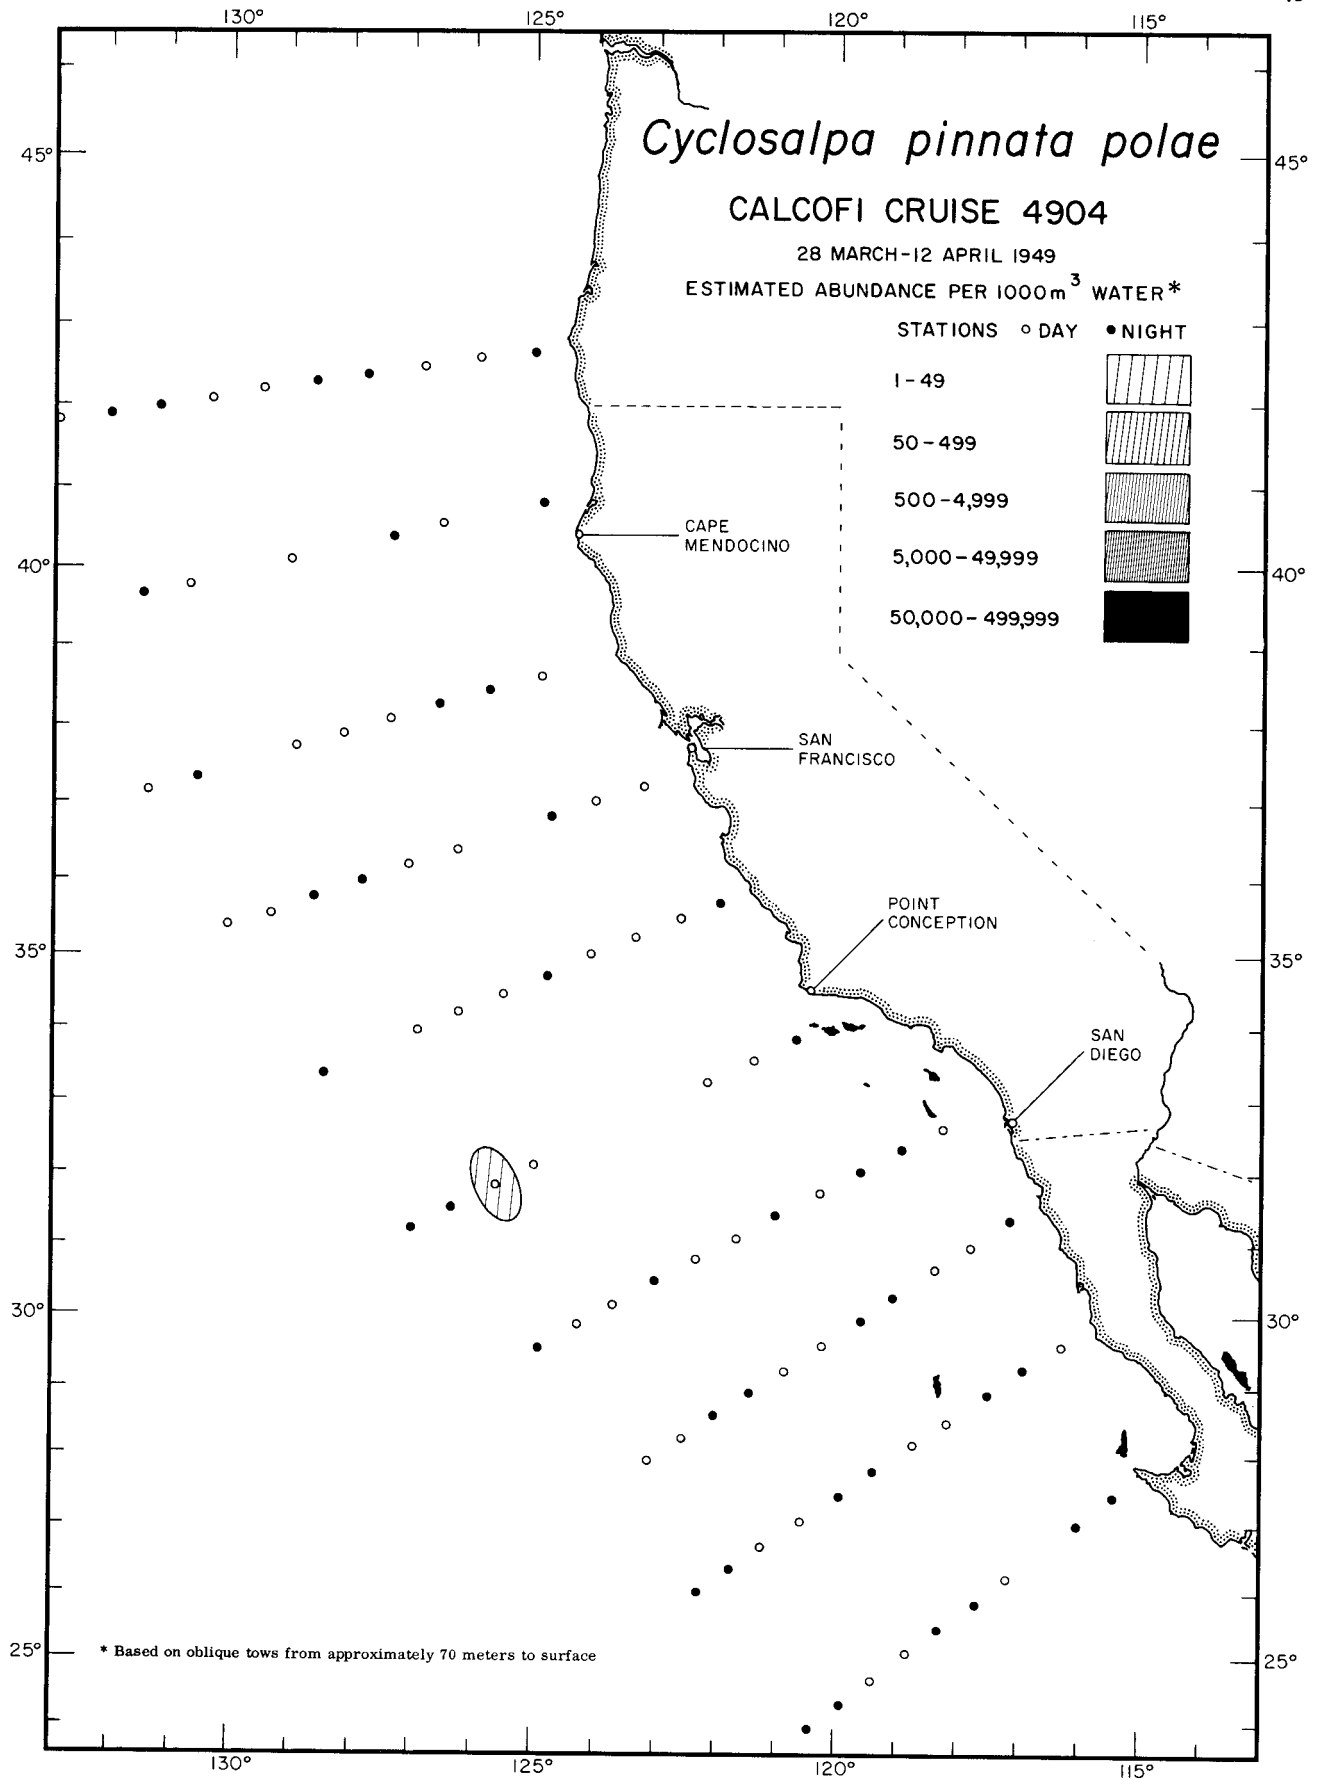 130° 125° 120° 115°
Cyclosalpa pinnata polae
45° 45°
CALCOFI CRUISE 4904
28 MARCH-12 APRIL 1949
ESTIMATED ABUNDANCE PER 1000m³ WATER*
STATIONS ○ DAY ● NIGHT
1-49
50-499
500-4,999
CAPE
MENDOCINO
5,000-49,999
40° 40°
50,000-499,999
SAN
FRANCISCO
POINT
CONCEPTION
35° 35°
SAN
DIEGO
30° 30°
25° 25°
* Based on oblique tows from approximately 70 meters to surface
130° 125° 120° 115°